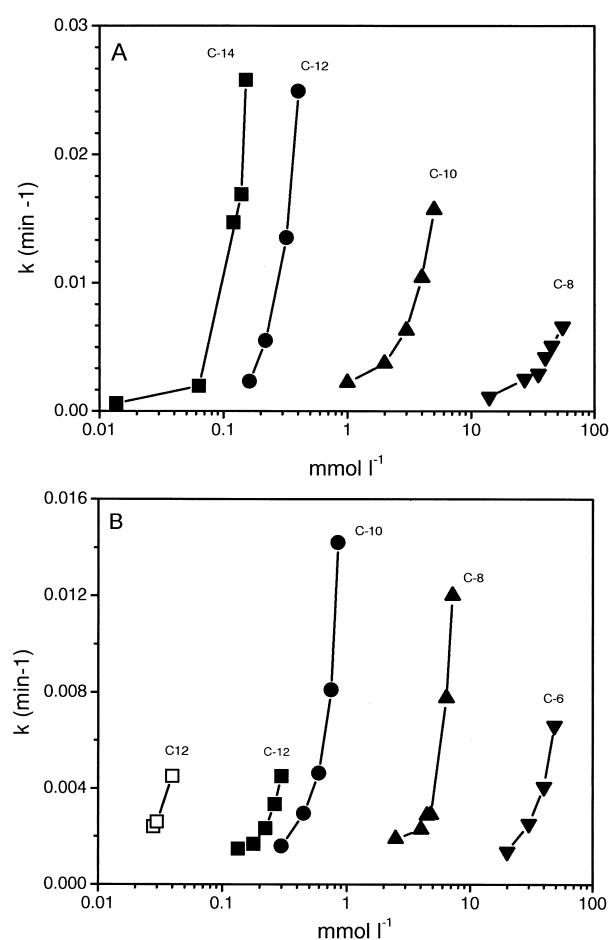 A
C-14
C-12
C-10
C-8
k (min -1)
0.03
0.02
0.01
0.00
0.01
0.1
1
10
100
mmol l-1
B
C-10
C-8
C-6
C12
C-12
k (min-1)
0.016
0.012
0.008
0.004
0.000
0.01
0.1
1
10
100
mmol l-1